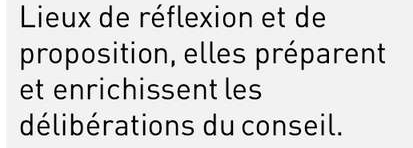 Lieux de réflexion et de
proposition, elles préparent
et enrichissent les
délibérations du conseil.